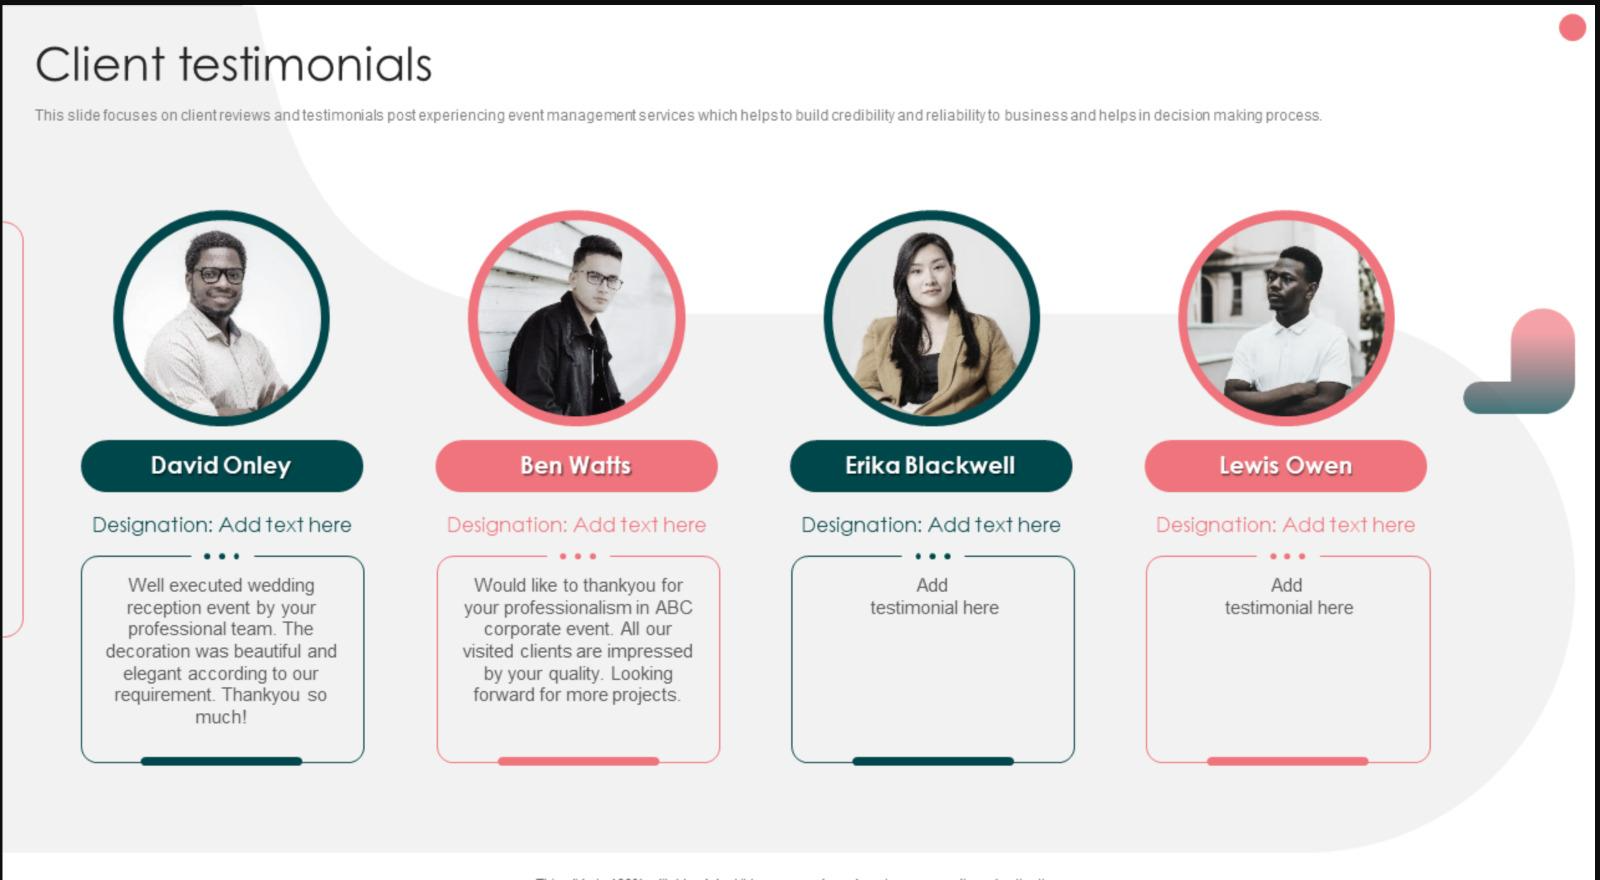 Client testimonials
This slide focuses on client reviews and testimonials post experiencing event management services which helps to build credibility and reliability to business and helps in decision making process.
David Onley
Designation: Add text here
Well executed wedding
reception event by your
professional team. The
decoration was beautiful and
elegant according to our
requirement. Thankyou so
much!
Ben Watts
Designation: Add text here
Would like to thankyou for
your professionalism in ABC
corporate event. All our
visited clients are impressed
by your quality. Looking
forward for more projects.
Erika Blackwell
Designation: Add text here
Add
testimonial here
Lewis Owen
Designation: Add text here
Add
testimonial here